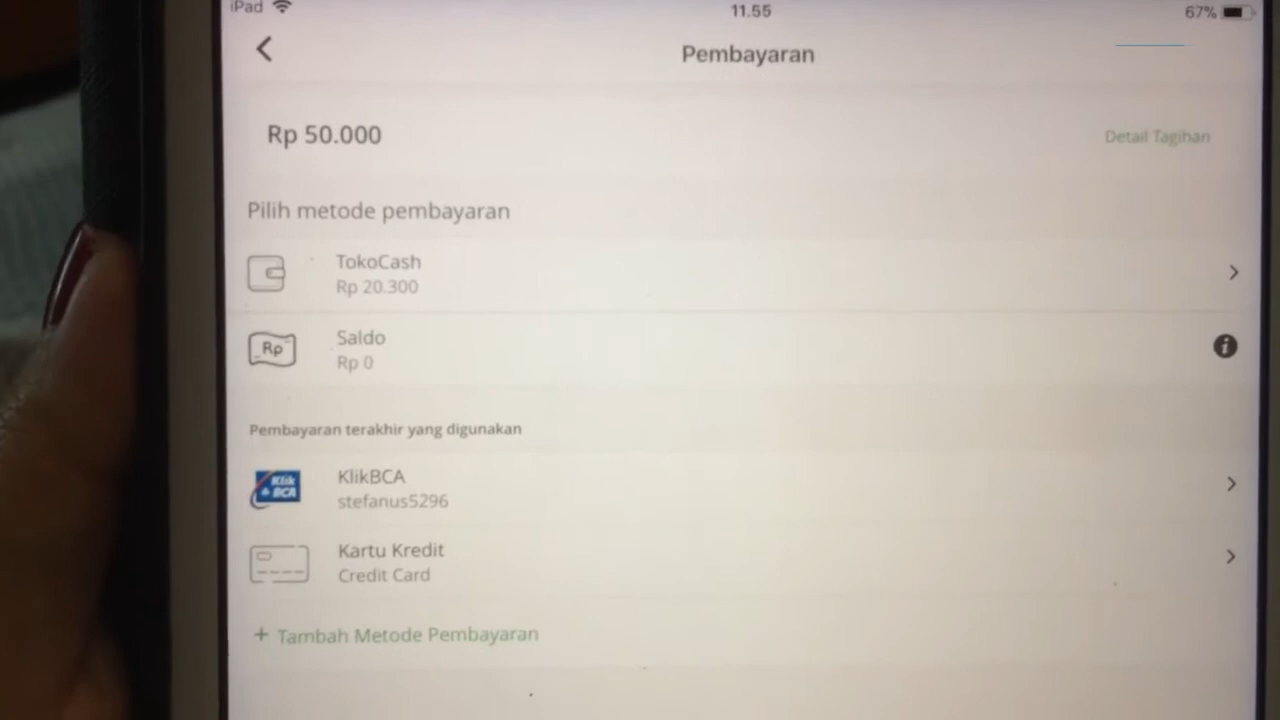 iPad 11.55 67%
Pembayaran
Rp 50.000 Detail Tagihan
Pilih metode pembayaran
TokoCash
Rp 20.300
Rp
Saldo
Rp 0
Pembayaran terakhir yang digunakan
Klik
BCA
KlikBCA
stefanus5296
Kartu Kredit
Credit Card
+ Tambah Metode Pembayaran